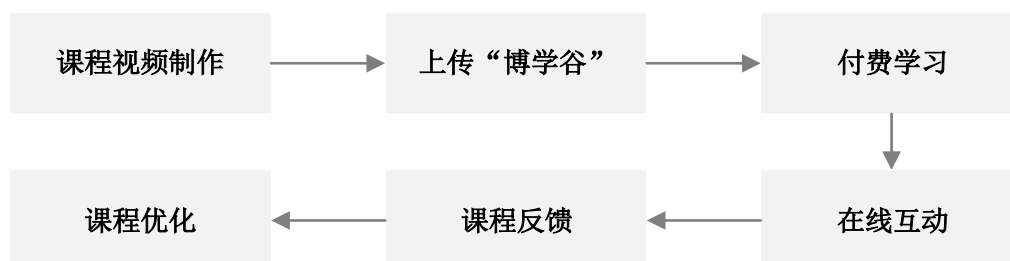 课程视频制作
上传“博学谷”
付费学习
在线互动
课程反馈
课程优化